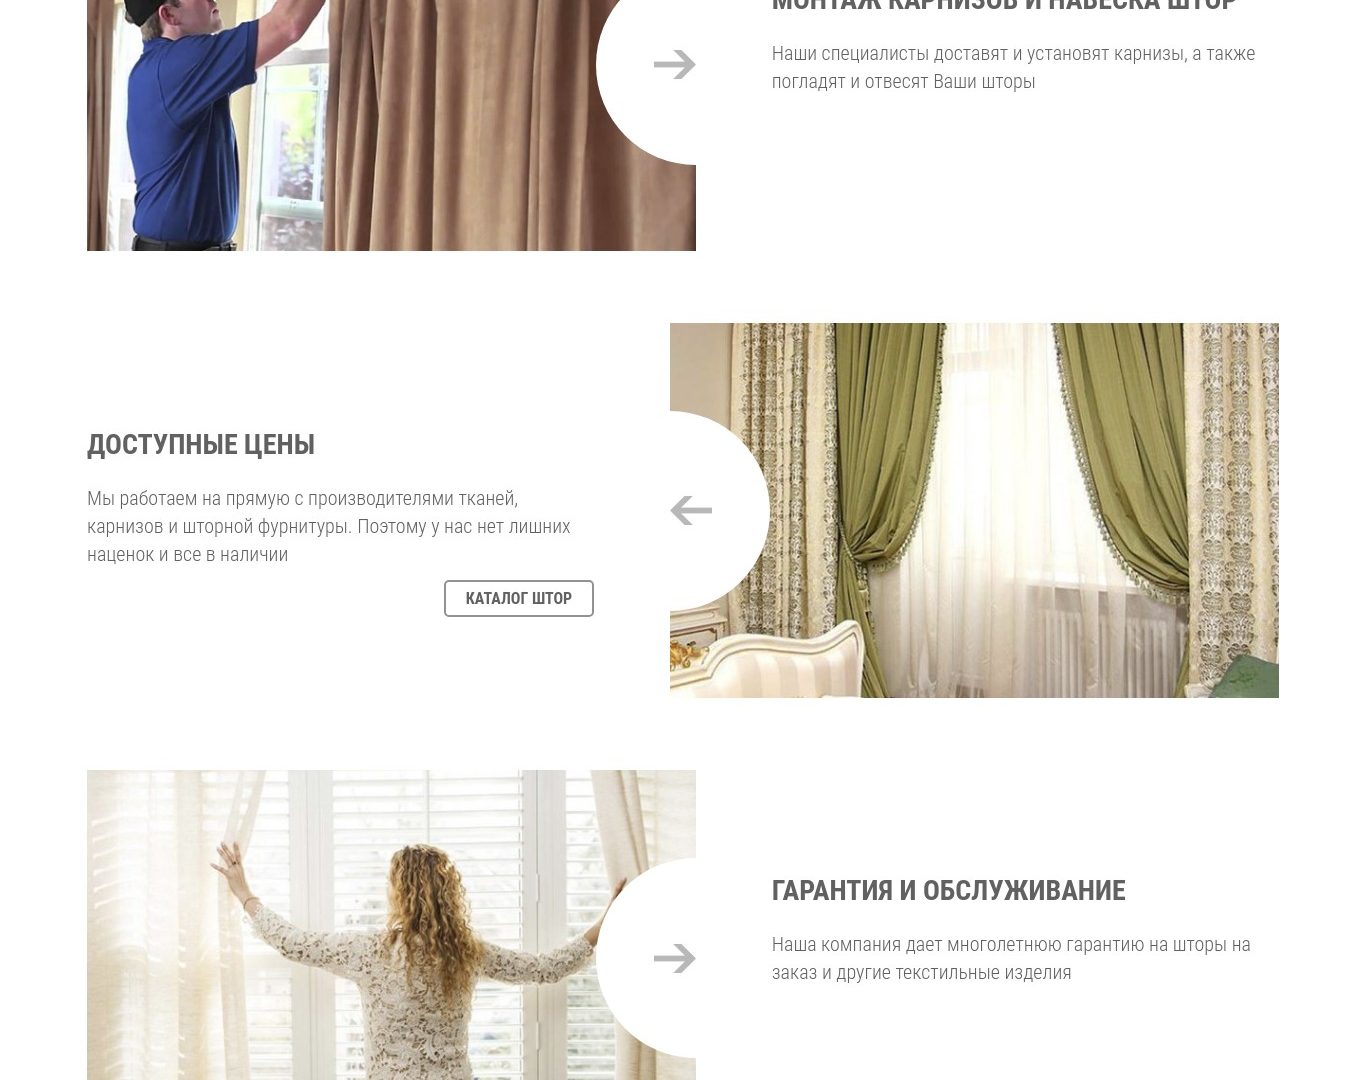 МОНТАЖ КАРНИЗОВ И НАВЕСКА ШТОР
Наши специалисты доставят и установят карнизы, а также
погладят и отвесят Ваши шторы
ДОСТУПНЫЕ ЦЕНЫ
Мы работаем на прямую с производителями тканей,
карнизов и шторной фурнитуры. Поэтому у нас нет лишних
наценок и все в наличии
КАТАЛОГ ШТОР
ГАРАНТИЯ И ОБСЛУЖИВАНИЕ
Наша компания дает многолетнюю гарантию на шторы на
заказ и другие текстильные изделия